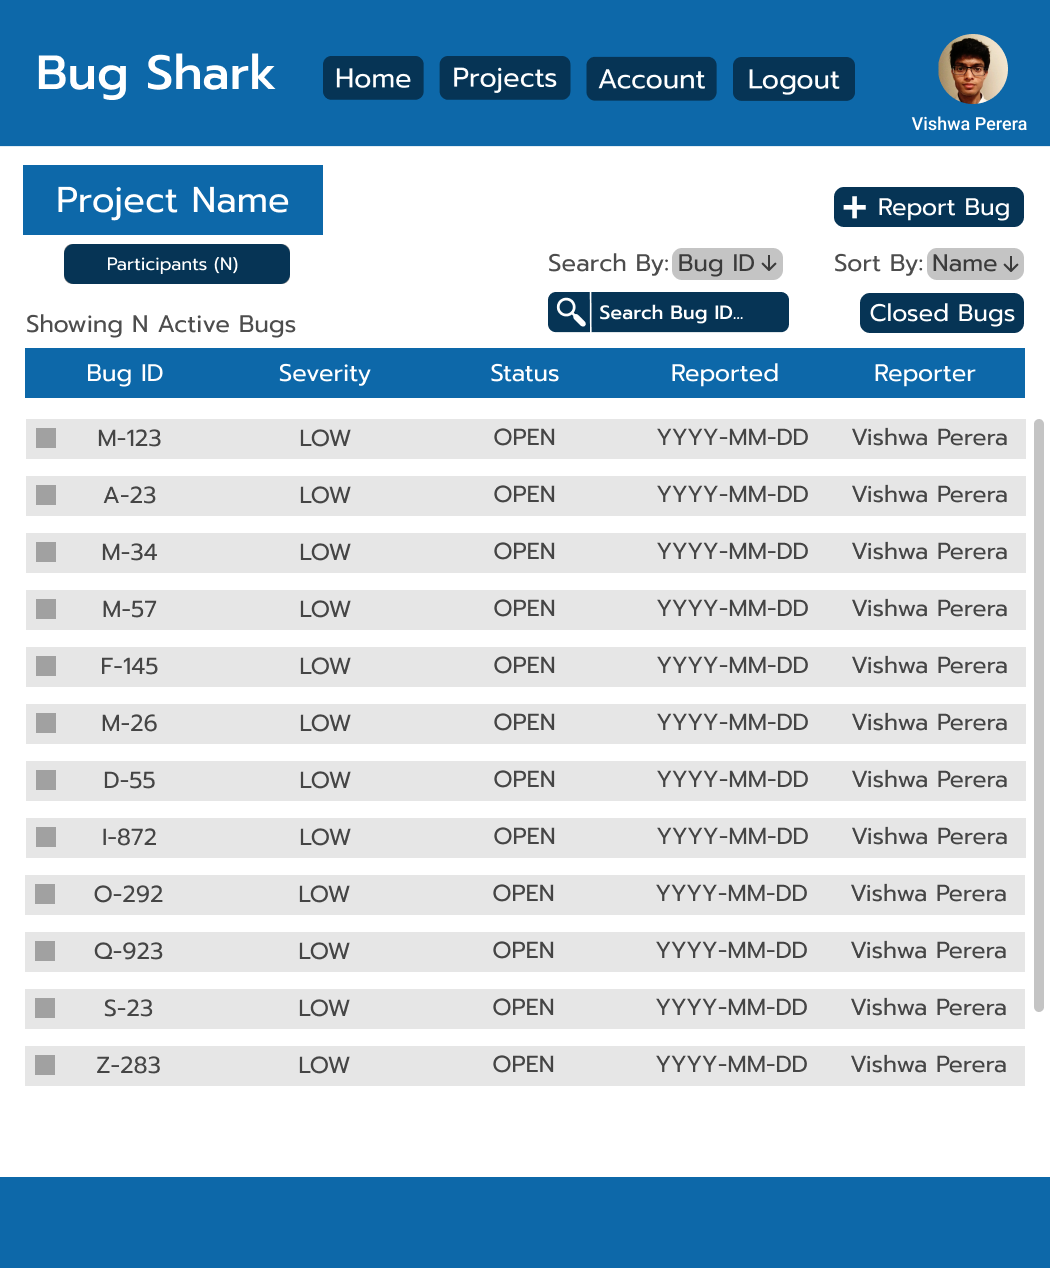 Bug Shark
Home
Projects
Account
Logout
Vishwa Perera
Project Name
Report Bug
Participants (N)
Search By: Bug ID
Sort By: Name
Search Bug ID...
Closed Bugs
Showing N Active Bugs
Bug ID Severity Status Reported Reporter
M-123 LOW OPEN YYYY-MM-DD Vishwa Perera
A-23 LOW OPEN YYYY-MM-DD Vishwa Perera
M-34 LOW OPEN YYYY-MM-DD Vishwa Perera
M-57 LOW OPEN YYYY-MM-DD Vishwa Perera
F-145 LOW OPEN YYYY-MM-DD Vishwa Perera
M-26 LOW OPEN YYYY-MM-DD Vishwa Perera
D-55 LOW OPEN YYYY-MM-DD Vishwa Perera
I-872 LOW OPEN YYYY-MM-DD Vishwa Perera
O-292 LOW OPEN YYYY-MM-DD Vishwa Perera
Q-923 LOW OPEN YYYY-MM-DD Vishwa Perera
S-23 LOW OPEN YYYY-MM-DD Vishwa Perera
Z-283 LOW OPEN YYYY-MM-DD Vishwa Perera